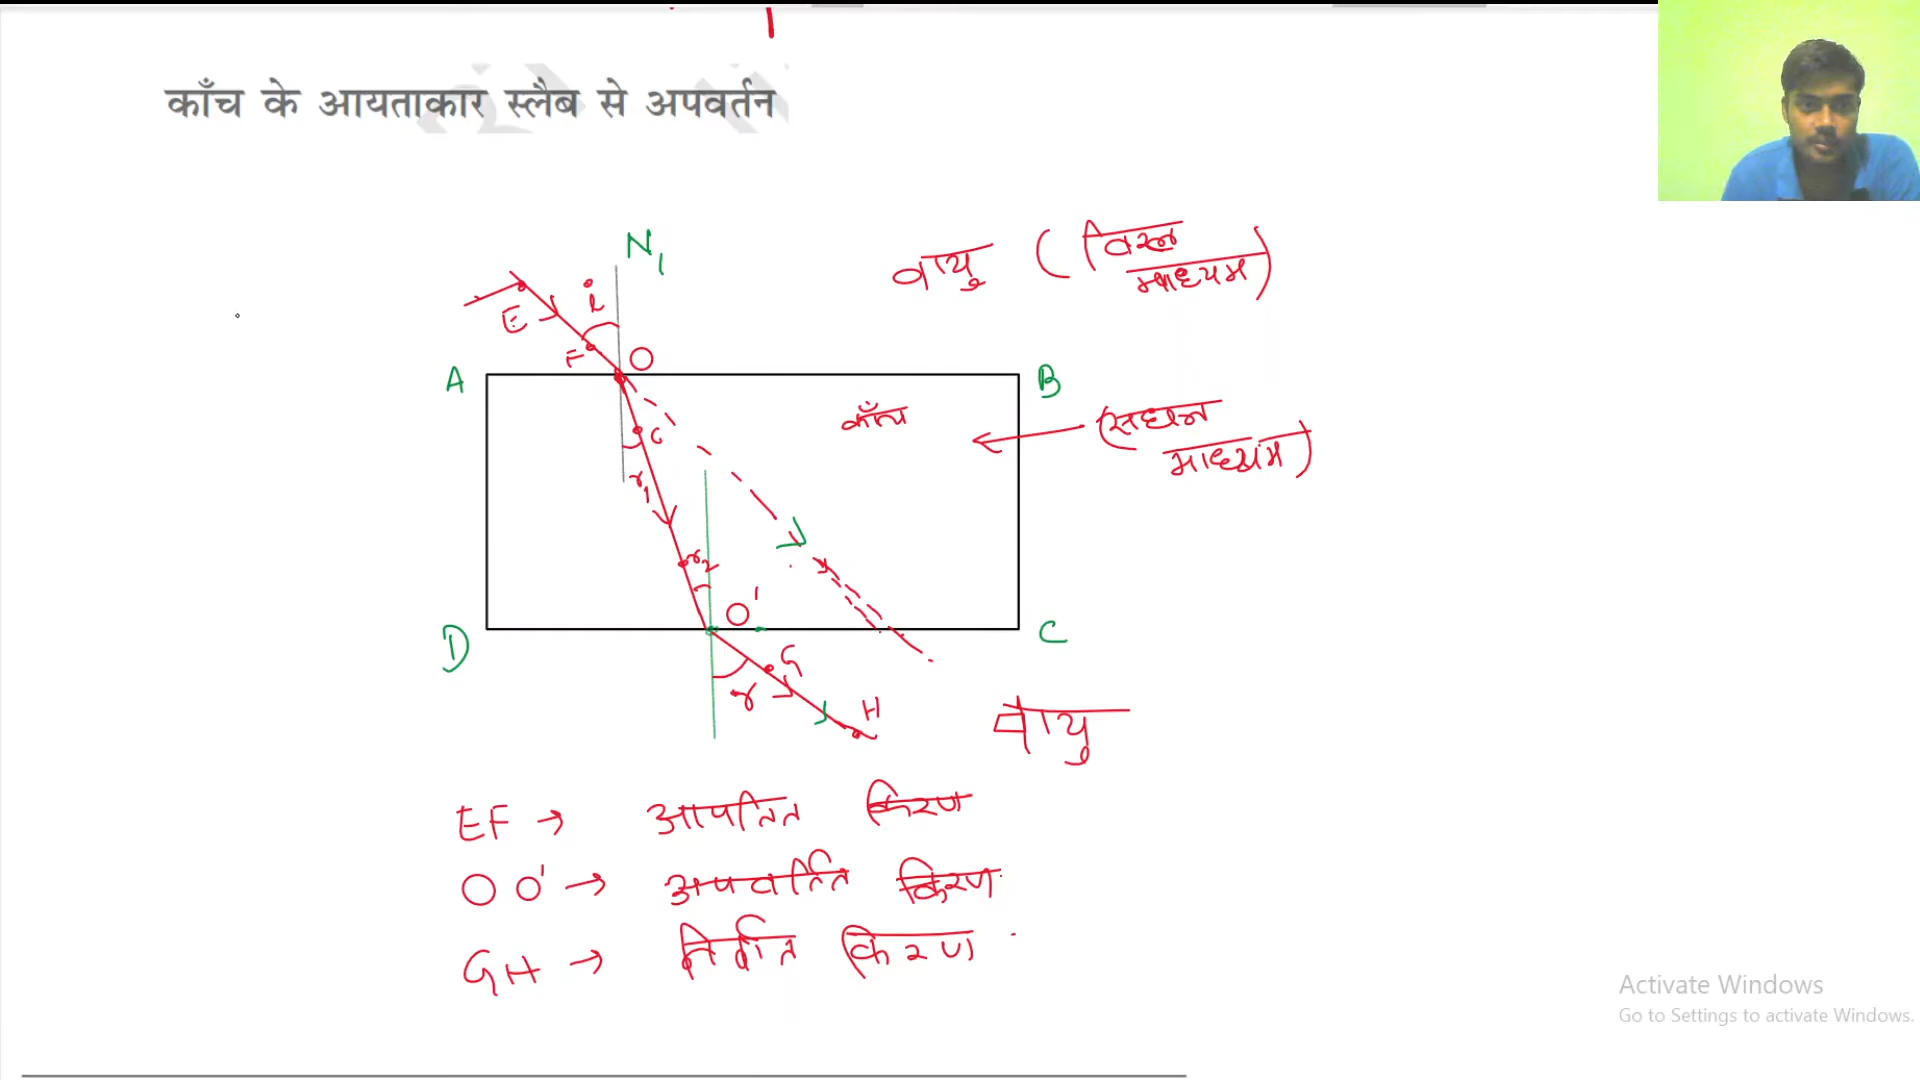 काँच के आयताकार स्लैब से अपवर्तन
N₁
वायु (विरल
माध्यम)
i
E
F
O
A
B
काँच
(सघन
माध्यम)
r₁
r₂
O'
D
C
G
r
H
वायु
EF → आपतित किरण
OO' → अपवर्तित किरण
GH → निर्गत किरण
Activate Windows
Go to Settings to activate Windows.